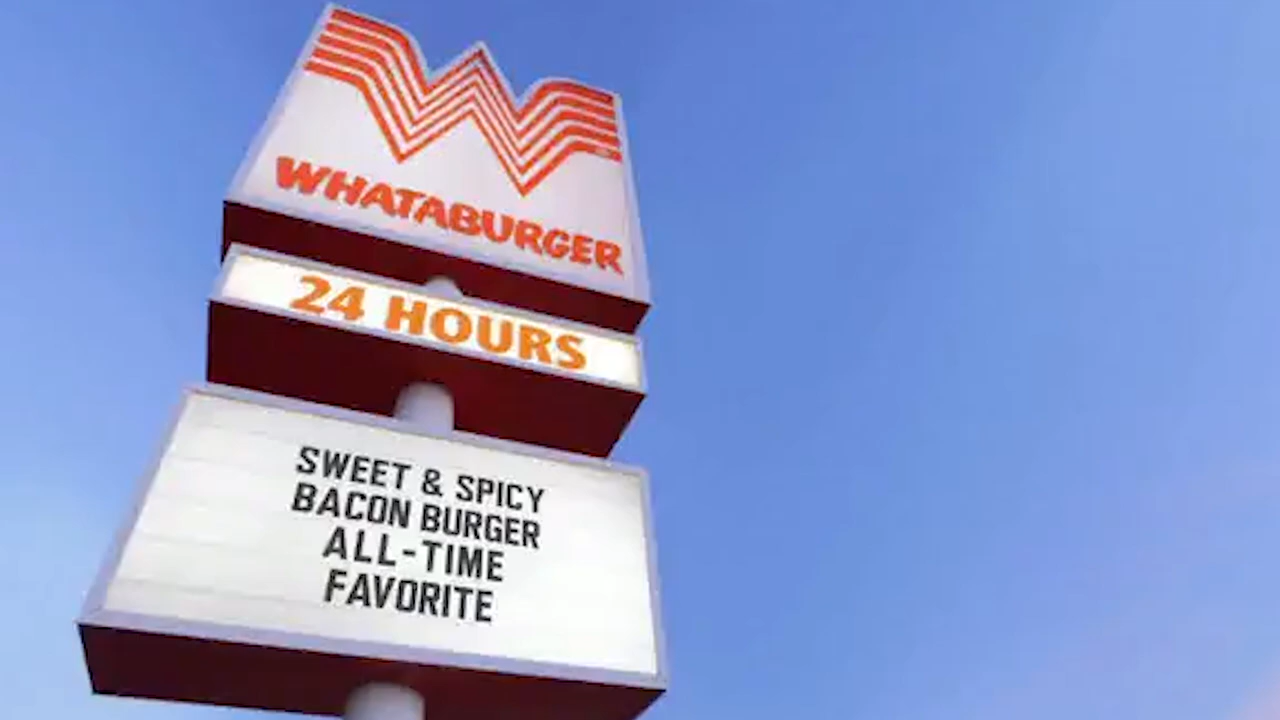 WHATABURGER
24 HOURS
SWEET & SPICY
BACON BURGER
ALL-TIME
FAVORITE